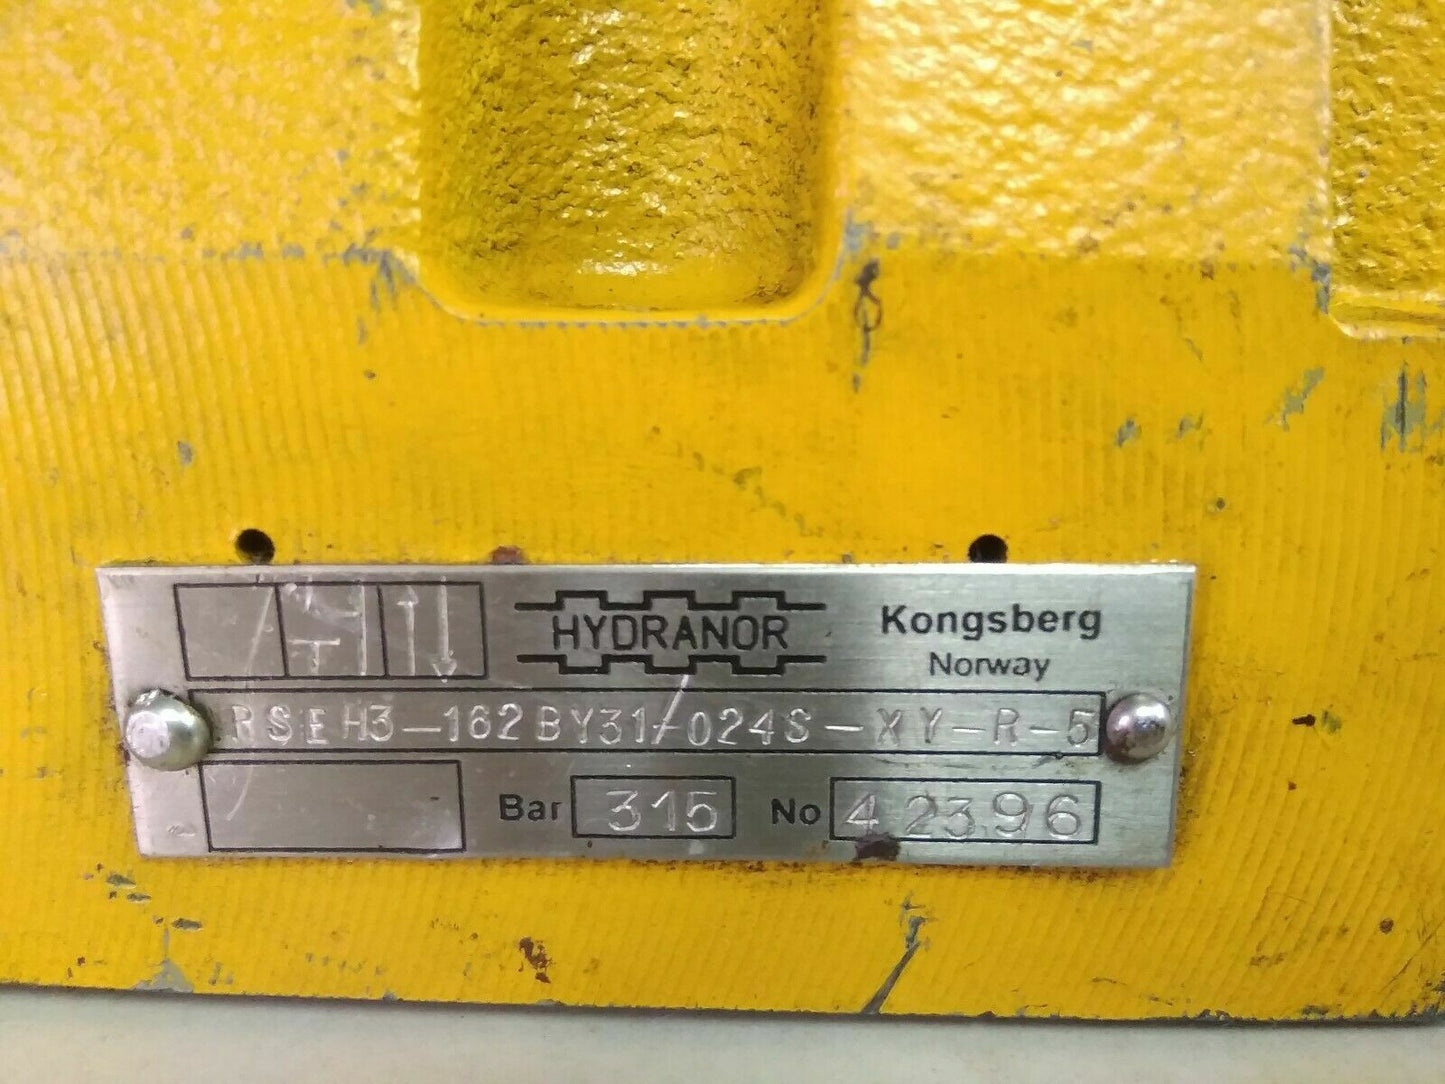 HYDRANOR
Kongsberg
Norway
RSEH3-162BY31/024S-XY-R-5
Bar 315 No 42396